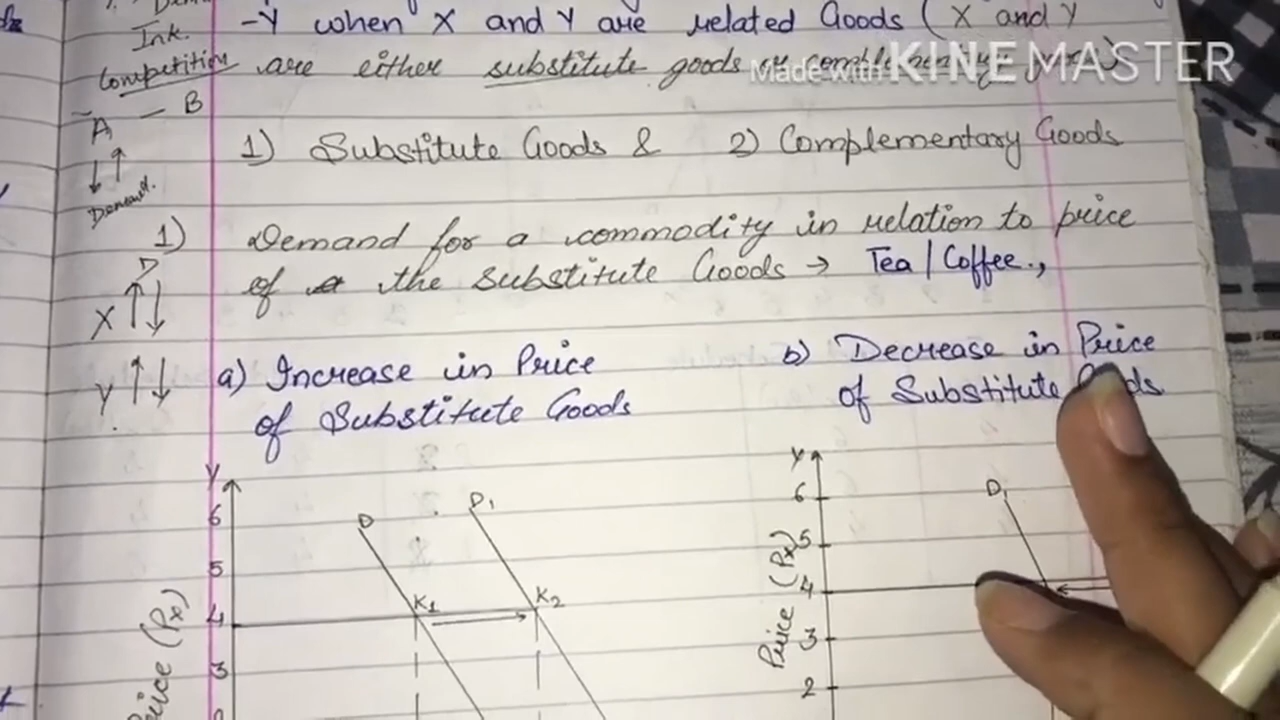 -Y when X and Y are related Goods ( X and Y
Ink.
are either substitute goods or
Made with KINEMASTER
Competition
A — B
Demand.
1) Substitute Goods & 2) Complementary Goods
1) Demand for a commodity in relation to price
of the substitute Goods → Tea / Coffee.,
X ↑ ↓
Y ↑ ↓
a) Increase in Price
of Substitute Goods
b) Decrease in Price
of Substitute
Y
6
5
4
3
Price (Px)
D
D1
K1
K2
Y
6
5
4
3
2
Price (Px)
D